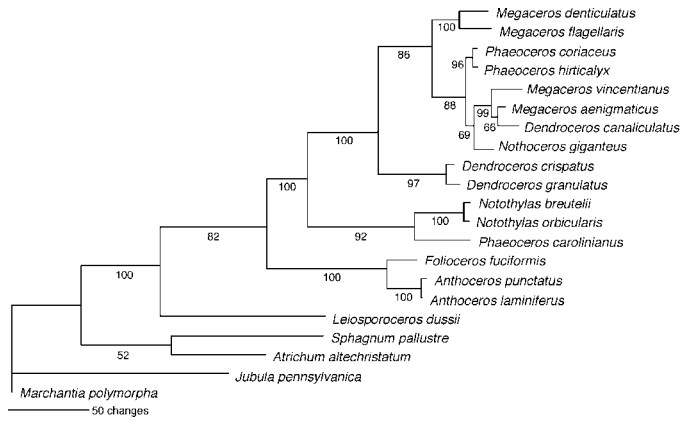 Megaceros denticulatus
100
Megaceros flagellaris
86
Phaeoceros coriaceus
96
Phaeoceros hirticalyx
Megaceros vincentianus
88
99
Megaceros aenigmaticus
66
Dendroceros canaliculatus
69
100
Nothoceros giganteus
Dendroceros crispatus
97
Dendroceros granulatus
100
Notothylas breutelii
100
Notothylas orbicularis
82
92
Phaeoceros carolinianus
Folioceros fuciformis
100
100
Anthoceros punctatus
100
Anthoceros laminiferus
Leiosporoceros dussii
Sphagnum pallustre
52
Atrichum altechristatum
Jubula pennsylvanica
Marchantia polymorpha
50 changes